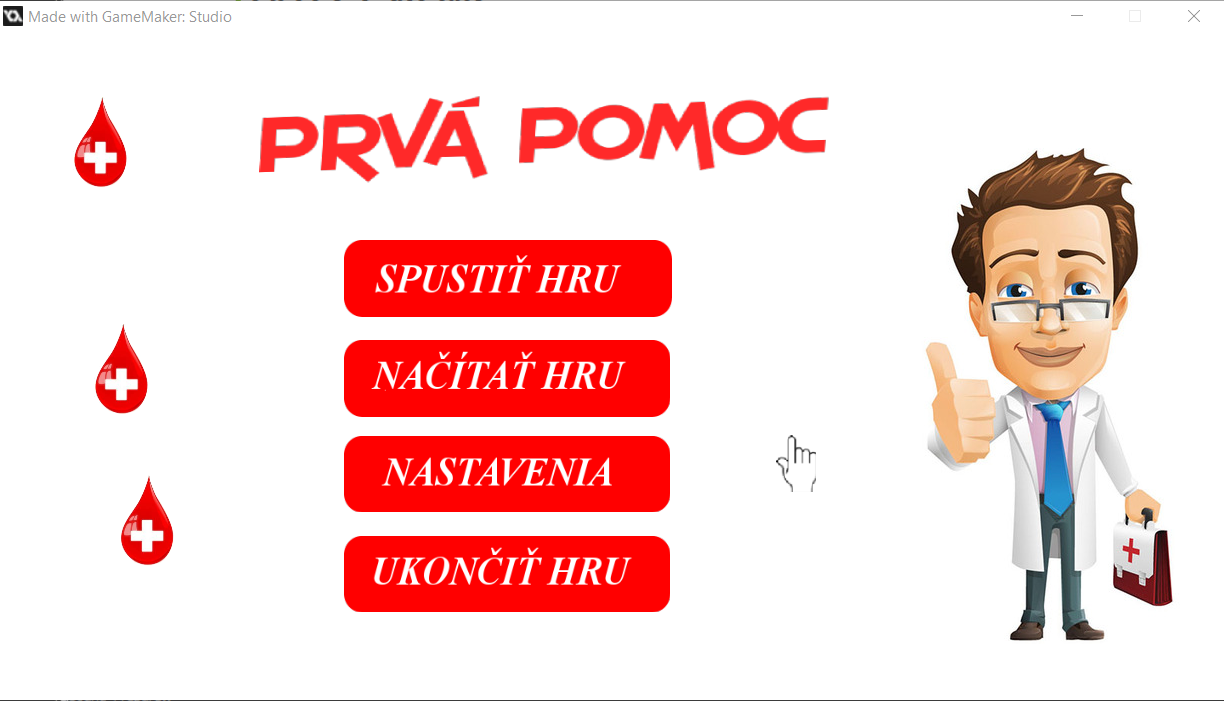 Made with GameMaker: Studio
PRVÁ POMOC
SPUSTIŤ HRU
NAČÍTAŤ HRU
NASTAVENIA
UKONČIŤ HRU